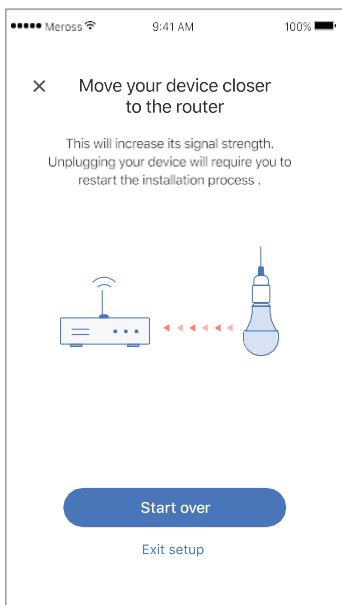 ●●●●● Meross 9:41 AM 100%
× Move your device closer
to the router
This will increase its signal strength.
Unplugging your device will require you to
restart the installation process .
Start over
Exit setup